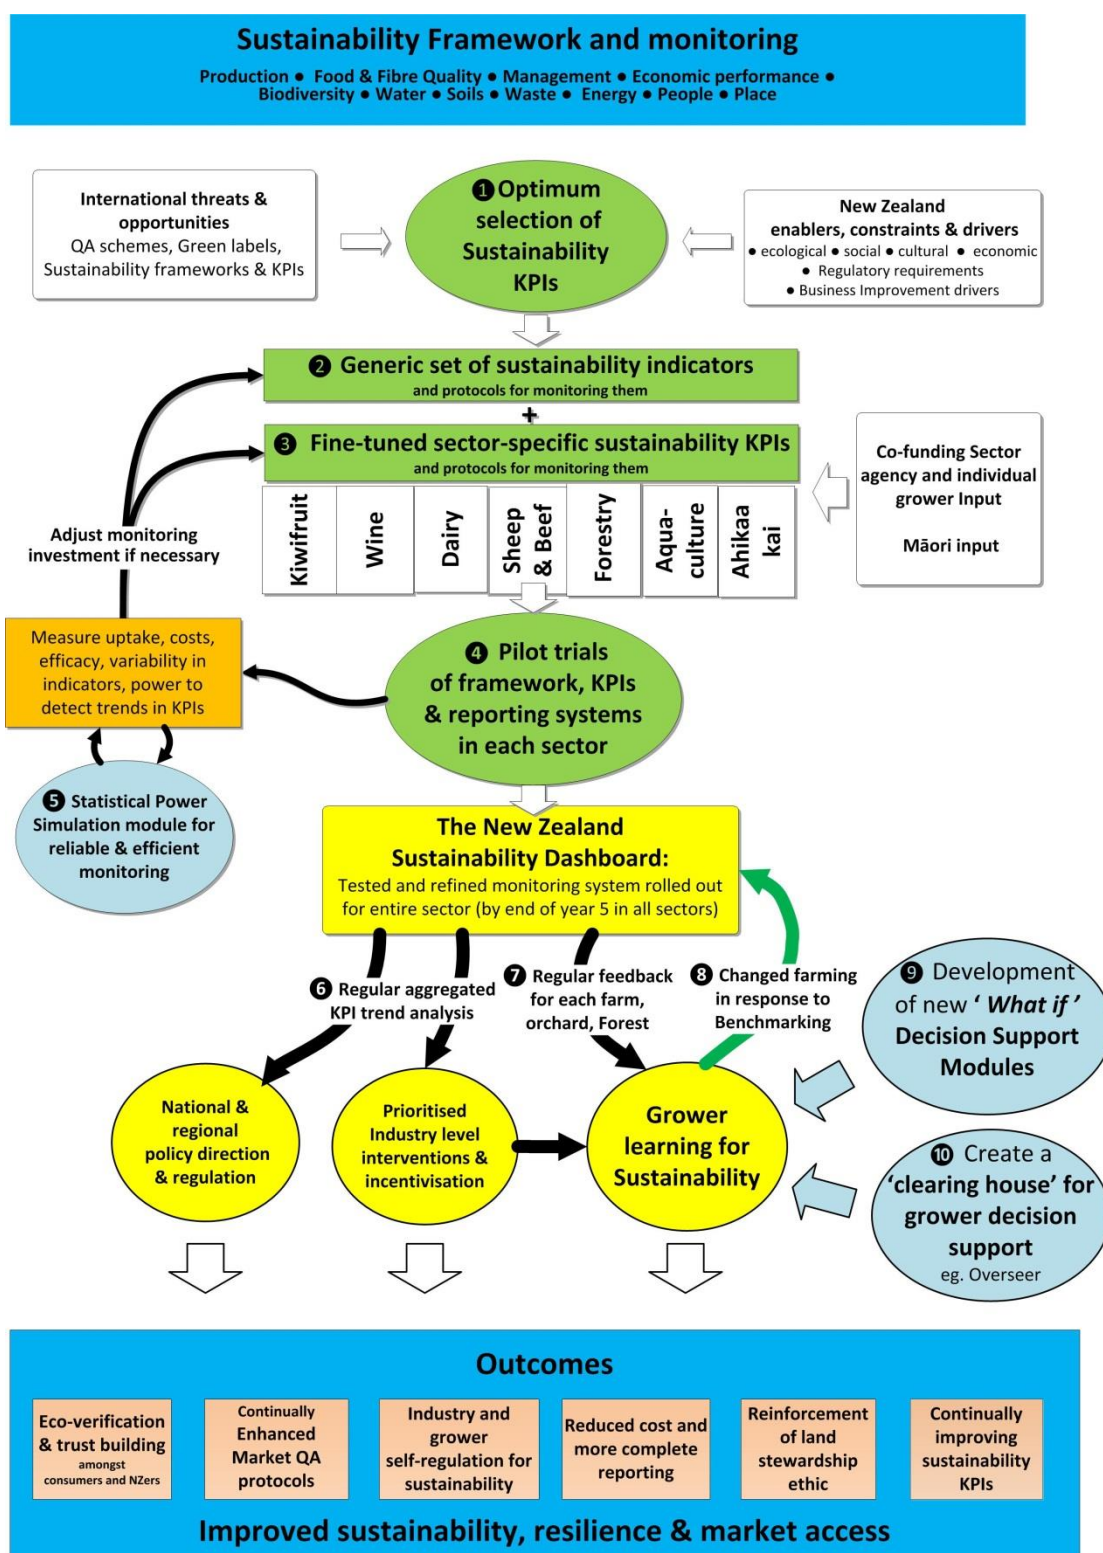 Sustainability Framework and monitoring
Production ● Food & Fibre Quality ● Management ● Economic performance ●
Biodiversity ● Water ● Soils ● Waste ● Energy ● People ● Place
International threats &
opportunities
QA schemes, Green labels,
Sustainability frameworks & KPIs
❶Optimum
selection of
Sustainability
KPIs
New Zealand
enablers, constraints & drivers
● ecological ● social ● cultural ● economic
● Regulatory requirements
● Business Improvement drivers
❷ Generic set of sustainability indicators
and protocols for monitoring them
+
❸ Fine-tuned sector-specific sustainability KPIs
and protocols for monitoring them
Kiwifruit
Wine
Dairy
Sheep
& Beef
Forestry
Aqua-
culture
Ahikaa
kai
Co-funding Sector
agency and individual
grower Input
Māori input
Adjust monitoring
investment if necessary
Measure uptake, costs,
efficacy, variability in
indicators, power to
detect trends in KPIs
❹ Pilot trials
of framework, KPIs
& reporting systems
in each sector
❺ Statistical Power
Simulation module for
reliable & efficient
monitoring
The New Zealand
Sustainability Dashboard:
Tested and refined monitoring system rolled out
for entire sector (by end of year 5 in all sectors)
❻ Regular aggregated
KPI trend analysis
❼ Regular feedback
for each farm,
orchard, Forest
❽ Changed farming
in response to
Benchmarking
❾ Development
of new ‘ What if ’
Decision Support
Modules
National &
regional
policy direction
& regulation
Prioritised
Industry level
interventions &
incentivisation
Grower
learning for
Sustainability
❿ Create a
‘clearing house’ for
grower decision
support
eg. Overseer
Outcomes
Eco-verification
& trust building
amongst
consumers and NZers
Continually
Enhanced
Market QA
protocols
Industry and
grower
self-regulation for
sustainability
Reduced cost and
more complete
reporting
Reinforcement
of land
stewardship
ethic
Continually
improving
sustainability
KPIs
Improved sustainability, resilience & market access